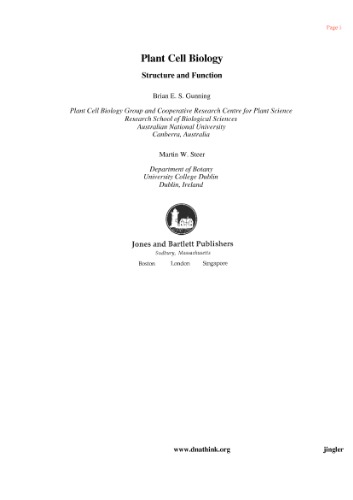 Page i
Plant Cell Biology
Structure and Function
Brian E. S. Gunning
Plant Cell Biology Group and Cooperative Research Centre for Plant Science
Research School of Biological Sciences
Australian National University
Canberra, Australia
Martin W. Steer
Department of Botany
University College Dublin
Dublin, Ireland
Jones and Bartlett Publishers
Sudbury, Massachusetts
Boston London Singapore
www.dnathink.org jingler